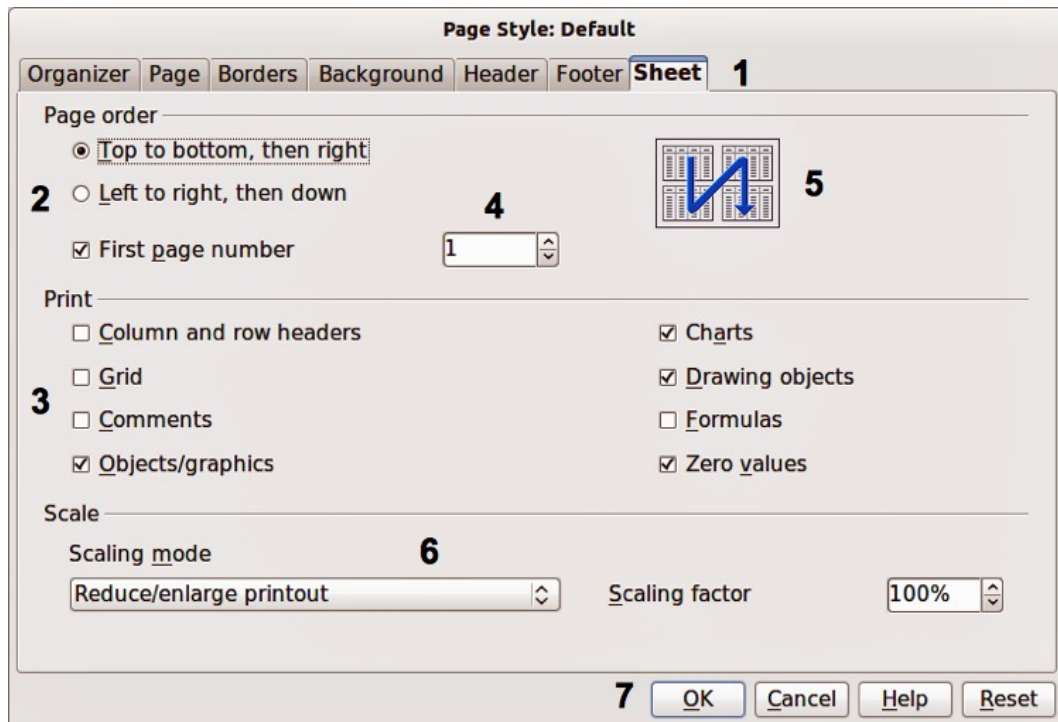 Page Style: Default
Organizer Page Borders Background Header Footer Sheet 1
Page order
Top to bottom, then right
2 Left to right, then down 4 5
First page number 1
Print
Column and row headers Charts
Grid Drawing objects
3
Comments Formulas
Objects/graphics Zero values
Scale
Scaling mode 6
Reduce/enlarge printout Scaling factor 100%
7 OK Cancel Help Reset